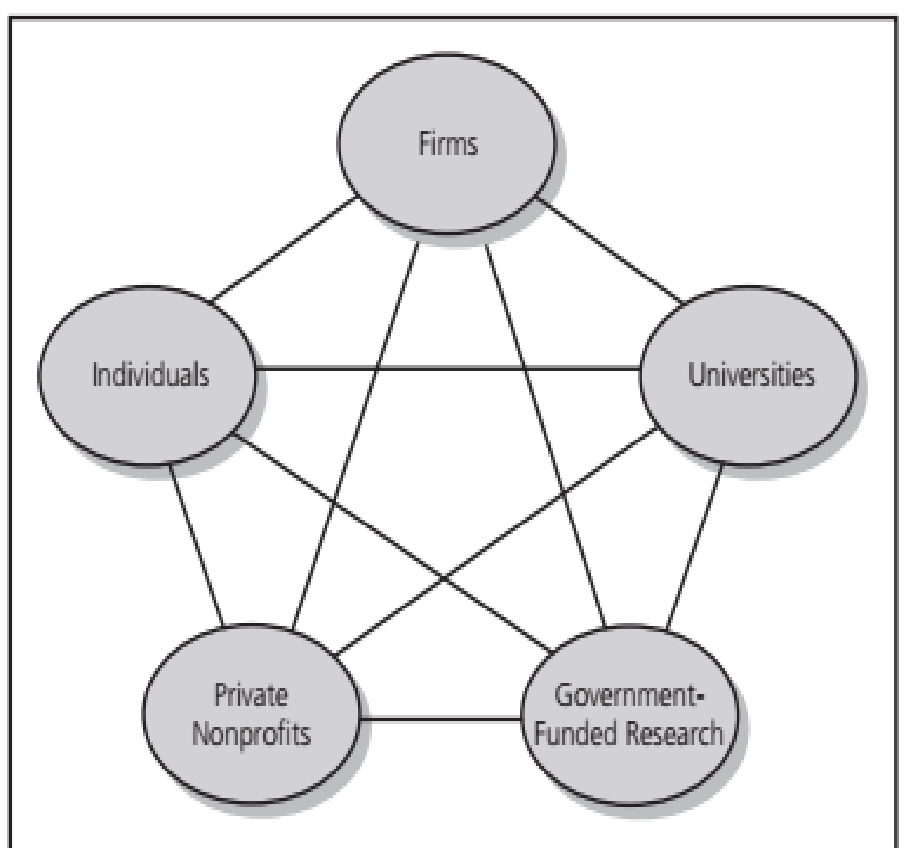 Firms
Individuals
Universities
Private
Nonprofits
Government-
Funded Research